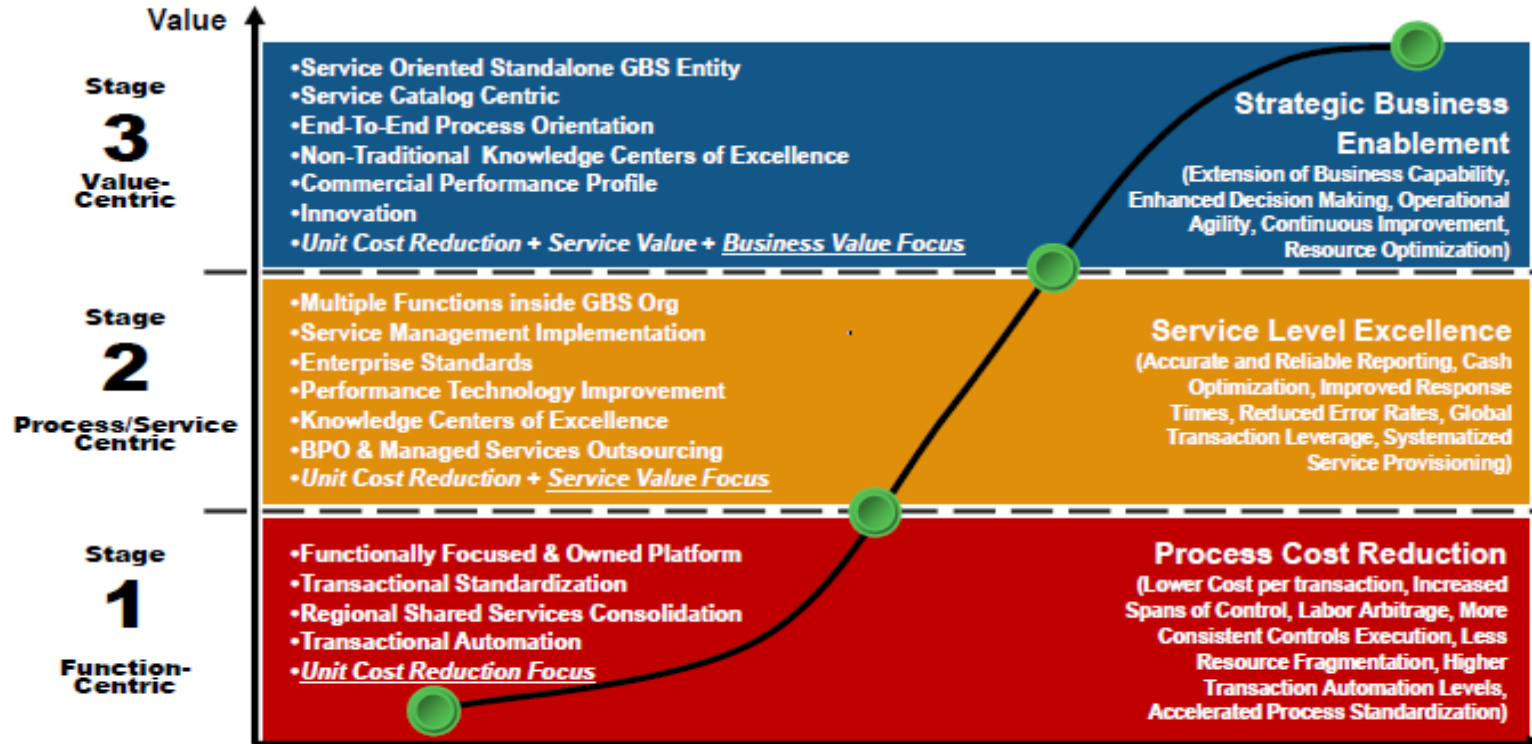 Value
Stage
3
Value-
Centric
•Service Oriented Standalone GBS Entity
•Service Catalog Centric
•End-To-End Process Orientation
•Non-Traditional Knowledge Centers of Excellence
•Commercial Performance Profile
•Innovation
•Unit Cost Reduction + Service Value + Business Value Focus
Strategic Business
Enablement
(Extension of Business Capability,
Enhanced Decision Making, Operational
Agility, Continuous Improvement,
Resource Optimization)
Stage
2
Process/Service
Centric
•Multiple Functions inside GBS Org
•Service Management Implementation
•Enterprise Standards
•Performance Technology Improvement
•Knowledge Centers of Excellence
•BPO & Managed Services Outsourcing
•Unit Cost Reduction + Service Value Focus
Service Level Excellence
(Accurate and Reliable Reporting, Cash
Optimization, Improved Response
Times, Reduced Error Rates, Global
Transaction Leverage, Systematized
Service Provisioning)
Stage
1
Function-
Centric
•Functionally Focused & Owned Platform
•Transactional Standardization
•Regional Shared Services Consolidation
•Transactional Automation
•Unit Cost Reduction Focus
Process Cost Reduction
(Lower Cost per transaction, Increased
Spans of Control, Labor Arbitrage, More
Consistent Controls Execution, Less
Resource Fragmentation, Higher
Transaction Automation Levels,
Accelerated Process Standardization)